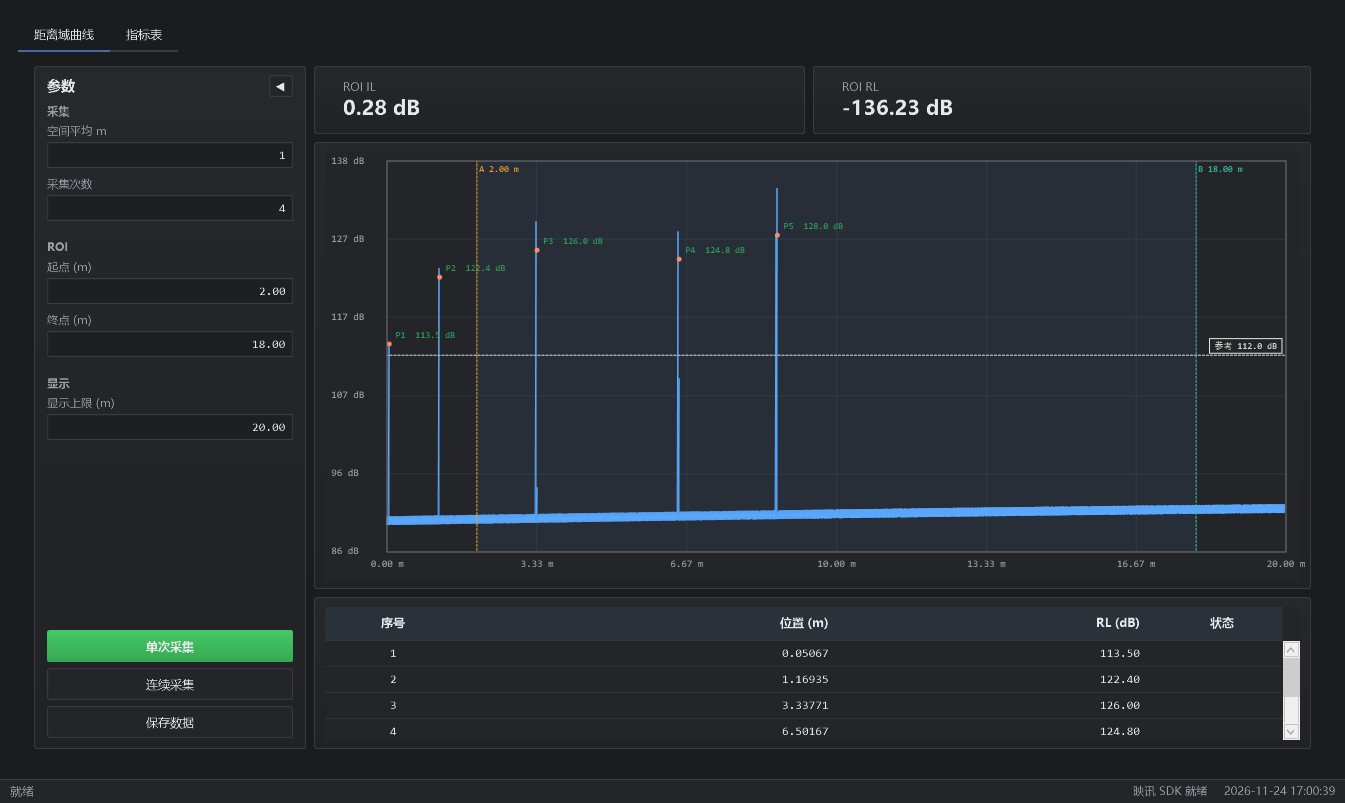 距离域曲线 指标表
参数 ◀
采集
空间平均 m
1
采集次数
4
ROI
起点 (m)
2.00
终点 (m)
18.00
显示
显示上限 (m)
20.00
单次采集
连续采集
保存数据
ROI IL
0.28 dB
ROI RL
-136.23 dB
138 dB
127 dB
117 dB
107 dB
96 dB
86 dB
A 2.00 m
B 18.00 m
P1 113.5 dB
P2 122.4 dB
P3 126.0 dB
P4 124.8 dB
P5 128.0 dB
参考 112.0 dB
0.00 m 3.33 m 6.67 m 10.00 m 13.33 m 16.67 m 20.00 m
序号 位置 (m) RL (dB) 状态
1 0.05067 113.50
2 1.16935 122.40
3 3.33771 126.00
4 6.50167 124.80
就绪 映讯 SDK 就绪 2026-11-24 17:00:39